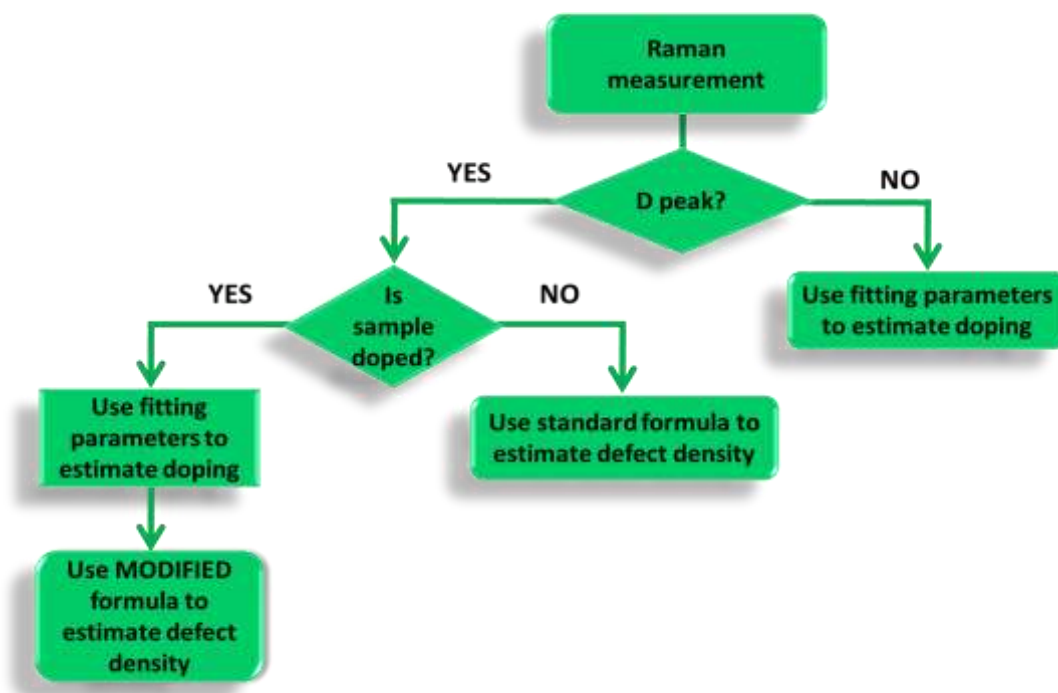 Raman
measurement
YES
D peak?
NO
YES
Is
sample
doped?
NO
Use fitting parameters
to estimate doping
Use fitting
parameters to
estimate doping
Use standard formula to
estimate defect density
Use MODIFIED
formula to
estimate defect
density